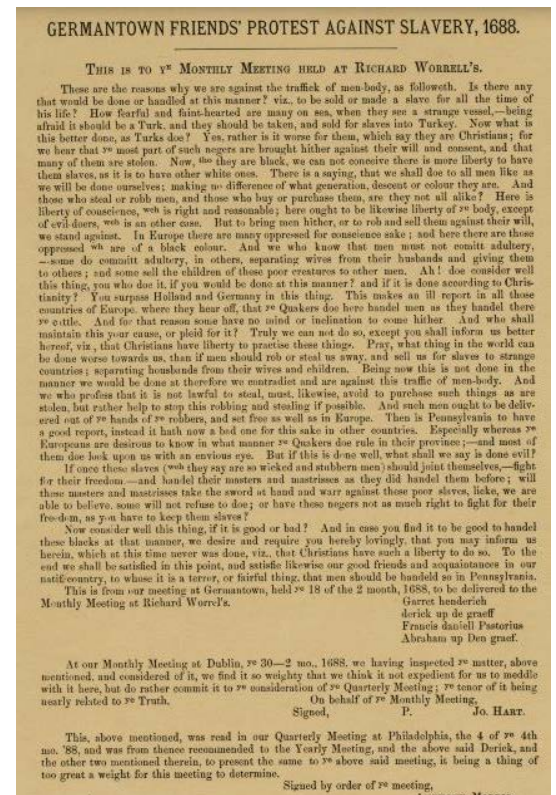 GERMANTOWN FRIENDS' PROTEST AGAINST SLAVERY, 1688.
THIS IS TO Yᴱ MONTHLY MEETING HELD AT RICHARD WORRELL'S.
These are the reasons why we are against the traffick of men-body, as followeth. Is there any
that would be done or handled at this manner? viz., to be sold or made a slave for all the time of
his life? How fearful and faint-hearted are many on sea, when they see a strange vessel,—being
afraid it should be a Turk, and they should be taken, and sold for slaves into Turkey. Now what is
this better done, as Turks doe? Yea, rather is it worse for them, which say they are Christians; for
we hear that yᵉ most part of such negers are brought hither against their will and consent, and that
many of them are stolen. Now, tho they are black, we can not conceive there is more liberty to have
them slaves, as it is to have other white ones. There is a saying, that we shall doe to all men like as
we will be done ourselves; making no difference of what generation, descent or colour they are. And
those who steal or robb men, and those who buy or purchase them, are they not all alike? Here is
liberty of conscience, wch is right and reasonable; here ought to be likewise liberty of yᵉ body, except
of evil-doers, wch is an other case. But to bring men hither, or to rob and sell them against their will,
we stand against. In Europe there are many oppressed for conscience sake; and here there are those
oppressed wh are of a black colour. And we who know that men must not comitt adultery,
—some do committ adultery, in others, separating wives from their husbands and giving them
to others; and some sell the children of these poor creatures to other men. Ah! doe consider well
this thing, you who doe it, if you would be done at this manner? and if it is done according to Chris-
tianity? You surpass Holland and Germany in this thing. This makes an ill report in all those
countries of Europe, where they hear off, that yᵉ Quakers doe here handel men as they handel there
yᵉ cattle. And for that reason some have no mind or inclination to come hither. And who shall
maintain this your cause, or pleid for it? Truly we can not do so, except you shall inform us better
hereof, viz., that Christians have liberty to practise these things. Pray, what thing in the world can
be done worse towards us, than if men should rob or steal us away, and sell us for slaves to strange
countries; separating housbands from their wives and children. Being now this is not done in the
manner we would be done at therefore we contradict and are against this traffic of men-body. And
we who profess that it is not lawful to steal, must, likewise, avoid to purchase such things as are
stolen, but rather help to stop this robbing and stealing if possible. And such men ought to be deliv-
ered out of yᵉ hands of yᵉ robbers, and set free as well as in Europe. Then is Pennsylvania to have
a good report, instead it hath now a bad one for this sake in other countries. Especially whereas yᵉ
Europeans are desirous to know in what manner yᵉ Quakers doe rule in their province;—and most of
them doe look upon us with an envious eye. But if this is done well, what shall we say is done evil?
If once these slaves (wch they say are so wicked and stubbern men) should joint themselves,—fight
for their freedom,—and handel their masters and mastrisses as they did handel them before; will
these masters and mastrisses take the sword at hand and warr against these poor slaves, licke, we are
able to believe, some will not refuse to doe; or have these negers not as much right to fight for their
freedom, as you have to keep them slaves?
Now consider well this thing, if it is good or bad? And in case you find it to be good to handel
these blacks at that manner, we desire and require you hereby lovingly, that you may inform us
herein, which at this time never was done, viz., that Christians have such a liberty to do so. To the
end we shall be satisfied in this point, and satisfie likewise our good friends and acquaintances in our
natif country, to whose it is a terror, or fairful thing, that men should be handeld so in Pennsylvania.
This is from our meeting at Germantown, held yᵉ 18 of the 2 month, 1688, to be delivered to the
Monthly Meeting at Richard Worrel's.
Garret henderich
derick up de graeff
Francis daniell Pastorius
Abraham up Den graef.
At our Monthly Meeting at Dublin, yᵉ 30—2 mo., 1688, we having inspected yᵉ matter, above
mentioned, and considered of it, we find it so weighty that we think it not expedient for us to meddle
with it here, but do rather commit it to yᵉ consideration of yᵉ Quarterly Meeting; yᵉ tenor of it being
nearly related to yᵉ Truth. On behalf of yᵉ Monthly Meeting,
Signed, P. JO. HART.
This, above mentioned, was read in our Quarterly Meeting at Philadelphia, the 4 of yᵉ 4th
mo. '88, and was from thence recommended to the Yearly Meeting, and the above said Derick, and
the other two mentioned therein, to present the same to yᵉ above said meeting, it being a thing of
too great a weight for this meeting to determine.
Signed by order of yᵉ meeting,